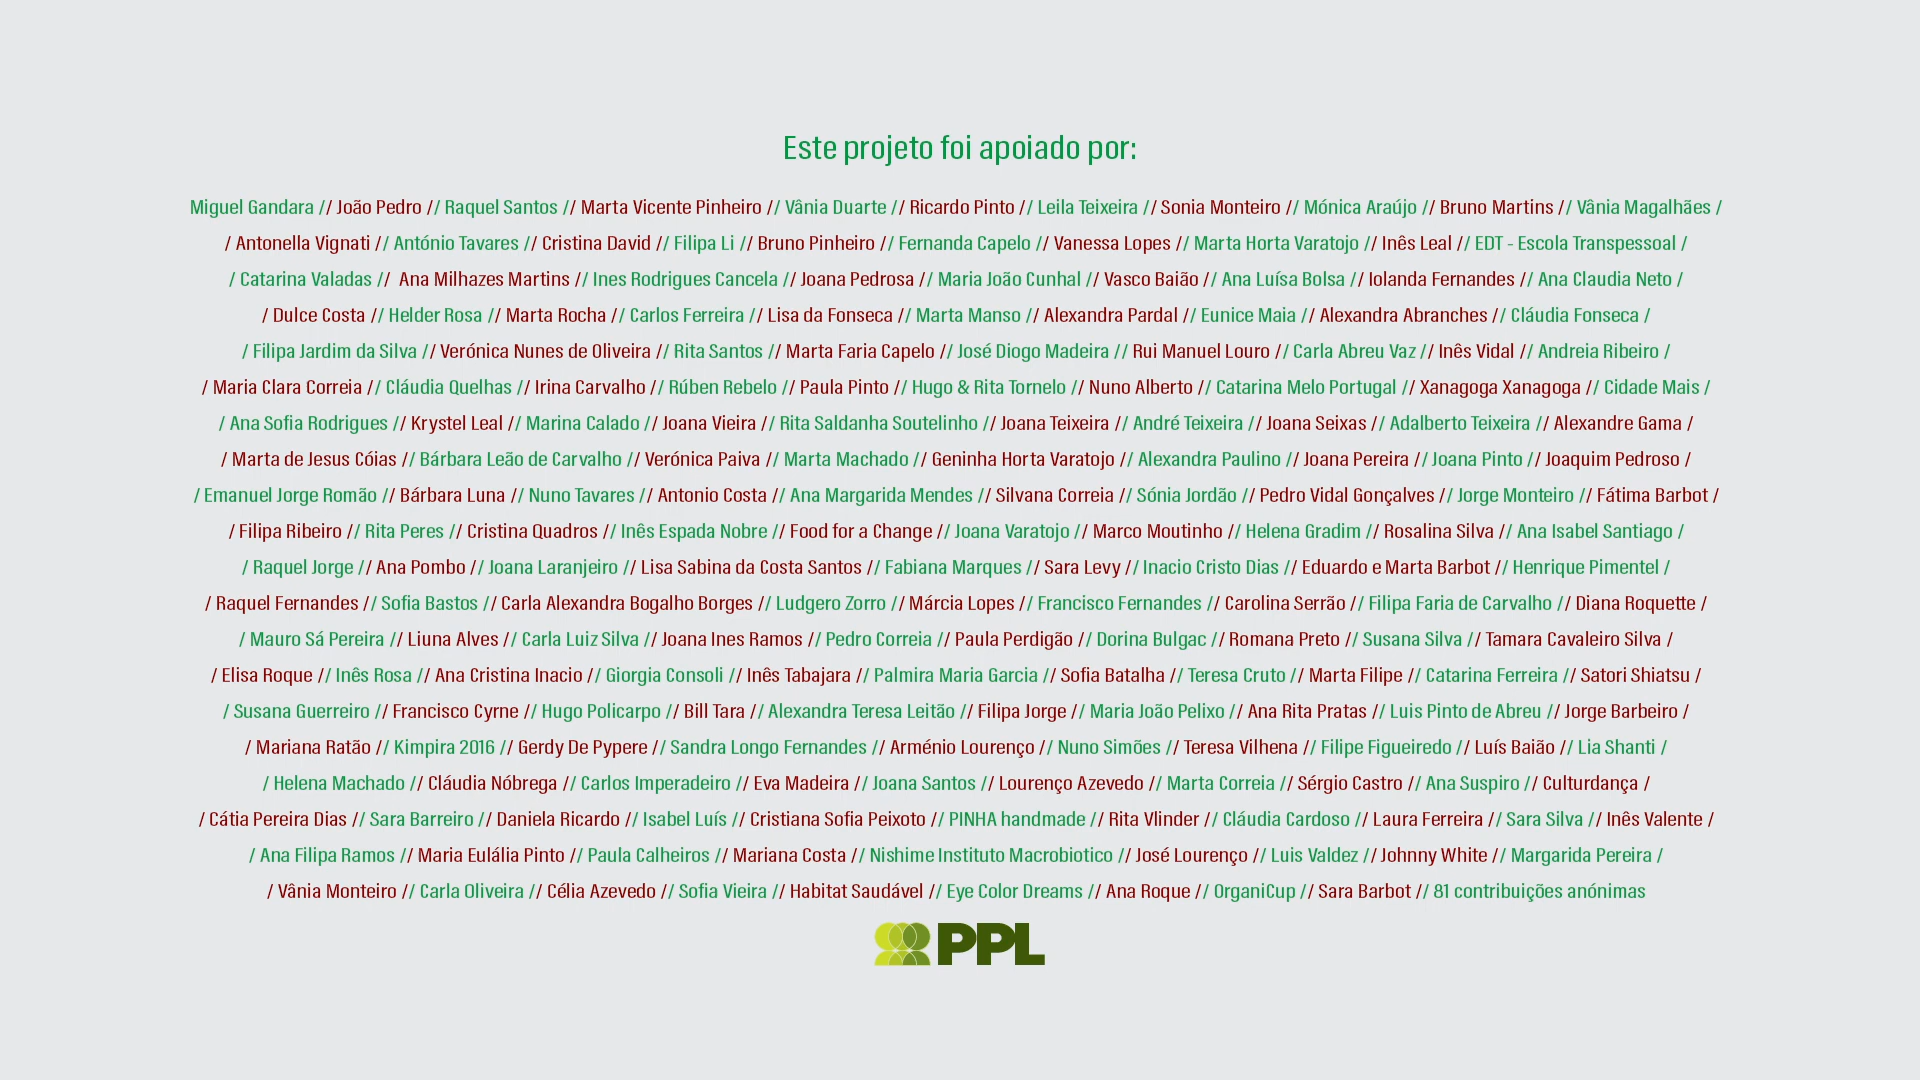 Este projeto foi apoiado por:
Miguel Gandara // João Pedro // Raquel Santos // Marta Vicente Pinheiro // Vânia Duarte // Ricardo Pinto // Leila Teixeira // Sonia Monteiro // Mónica Araújo // Bruno Martins // Vânia Magalhães /
/ Antonella Vignati // António Tavares // Cristina David // Filipa Li // Bruno Pinheiro // Fernanda Capelo // Vanessa Lopes // Marta Horta Varatojo // Inês Leal // EDT - Escola Transpessoal /
/ Catarina Valadas // Ana Milhazes Martins // Ines Rodrigues Cancela // Joana Pedrosa // Maria João Cunhal // Vasco Baião // Ana Luísa Bolsa // Iolanda Fernandes // Ana Claudia Neto /
/ Dulce Costa // Helder Rosa // Marta Rocha // Carlos Ferreira // Lisa da Fonseca // Marta Manso // Alexandra Pardal // Eunice Maia // Alexandra Abranches // Cláudia Fonseca /
/ Filipa Jardim da Silva // Verónica Nunes de Oliveira // Rita Santos // Marta Faria Capelo // José Diogo Madeira // Rui Manuel Louro // Carla Abreu Vaz // Inês Vidal // Andreia Ribeiro /
/ Maria Clara Correia // Cláudia Quelhas // Irina Carvalho // Rúben Rebelo // Paula Pinto // Hugo & Rita Tornelo // Nuno Alberto // Catarina Melo Portugal // Xanagoga Xanagoga // Cidade Mais /
/ Ana Sofia Rodrigues // Krystel Leal // Marina Calado // Joana Vieira // Rita Saldanha Soutelinho // Joana Teixeira // André Teixeira // Joana Seixas // Adalberto Teixeira // Alexandre Gama /
/ Marta de Jesus Cóias // Bárbara Leão de Carvalho // Verónica Paiva // Marta Machado // Geninha Horta Varatojo // Alexandra Paulino // Joana Pereira // Joana Pinto // Joaquim Pedroso /
/ Emanuel Jorge Romão // Bárbara Luna // Nuno Tavares // Antonio Costa // Ana Margarida Mendes // Silvana Correia // Sónia Jordão // Pedro Vidal Gonçalves // Jorge Monteiro // Fátima Barbot /
/ Filipa Ribeiro // Rita Peres // Cristina Quadros // Inês Espada Nobre // Food for a Change // Joana Varatojo // Marco Moutinho // Helena Gradim // Rosalina Silva // Ana Isabel Santiago /
/ Raquel Jorge // Ana Pombo // Joana Laranjeiro // Lisa Sabina da Costa Santos // Fabiana Marques // Sara Levy // Inacio Cristo Dias // Eduardo e Marta Barbot // Henrique Pimentel /
/ Raquel Fernandes // Sofia Bastos // Carla Alexandra Bogalho Borges // Ludgero Zorro // Márcia Lopes // Francisco Fernandes // Carolina Serrão // Filipa Faria de Carvalho // Diana Roquette /
/ Mauro Sá Pereira // Liuna Alves // Carla Luiz Silva // Joana Ines Ramos // Pedro Correia // Paula Perdigão // Dorina Bulgac // Romana Preto // Susana Silva // Tamara Cavaleiro Silva /
/ Elisa Roque // Inês Rosa // Ana Cristina Inacio // Giorgia Consoli // Inês Tabajara // Palmira Maria Garcia // Sofia Batalha // Teresa Cruto // Marta Filipe // Catarina Ferreira // Satori Shiatsu /
/ Susana Guerreiro // Francisco Cyrne // Hugo Policarpo // Bill Tara // Alexandra Teresa Leitão // Filipa Jorge // Maria João Pelixo // Ana Rita Pratas // Luis Pinto de Abreu // Jorge Barbeiro /
/ Mariana Ratão // Kimpira 2016 // Gerdy De Pypere // Sandra Longo Fernandes // Arménio Lourenço // Nuno Simões // Teresa Vilhena // Filipe Figueiredo // Luís Baião // Lia Shanti /
/ Helena Machado // Cláudia Nóbrega // Carlos Imperadeiro // Eva Madeira // Joana Santos // Lourenço Azevedo // Marta Correia // Sérgio Castro // Ana Suspiro // Culturdança /
/ Cátia Pereira Dias // Sara Barreiro // Daniela Ricardo // Isabel Luís // Cristiana Sofia Peixoto // PINHA handmade // Rita Vlinder // Cláudia Cardoso // Laura Ferreira // Sara Silva // Inês Valente /
/ Ana Filipa Ramos // Maria Eulália Pinto // Paula Calheiros // Mariana Costa // Nishime Instituto Macrobiotico // José Lourenço // Luis Valdez // Johnny White // Margarida Pereira /
/ Vânia Monteiro // Carla Oliveira // Célia Azevedo // Sofia Vieira // Habitat Saudável // Eye Color Dreams // Ana Roque // OrganiCup // Sara Barbot // 81 contribuições anónimas
PPL